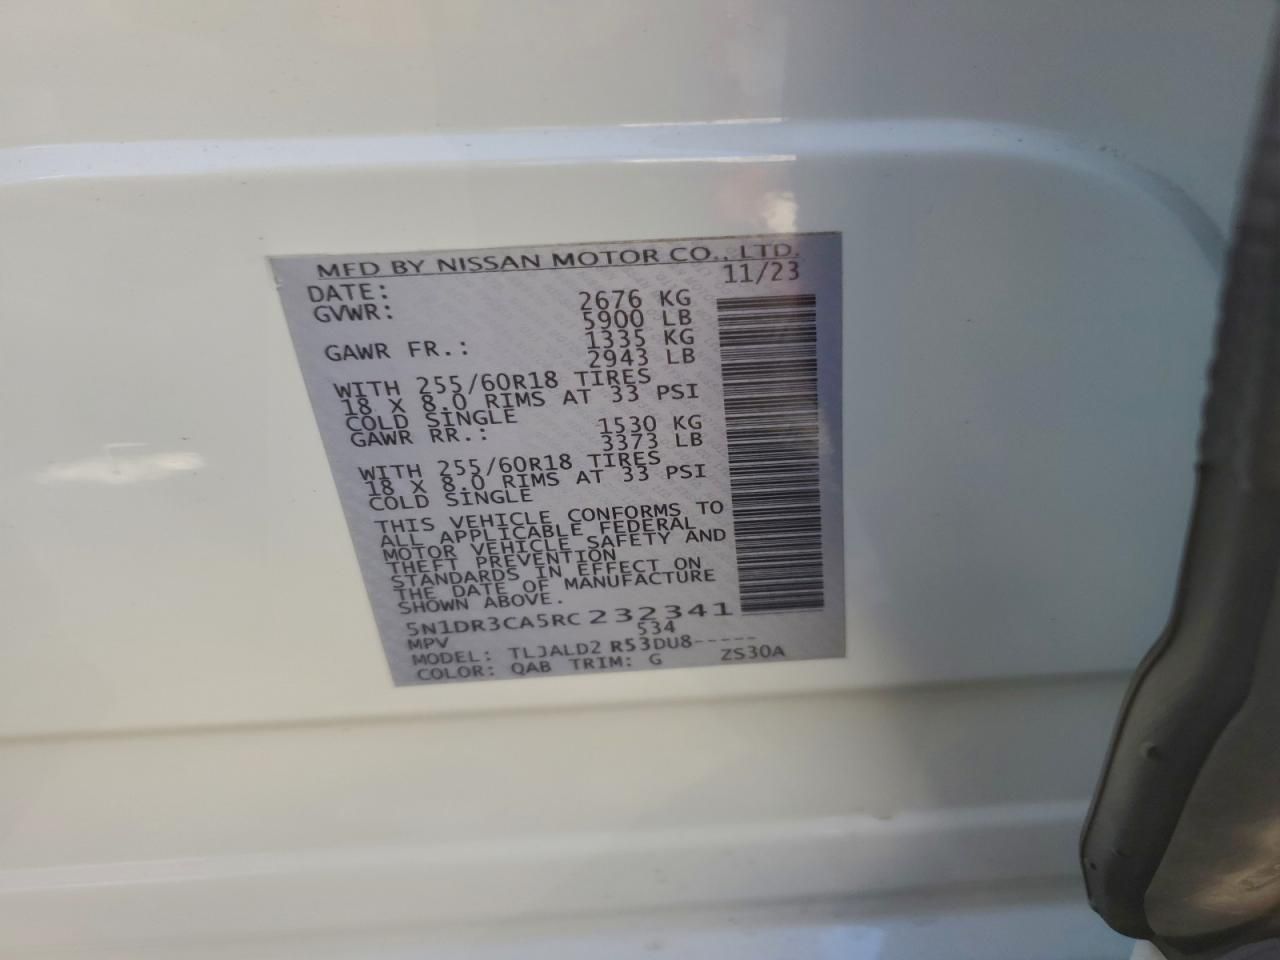 MFD BY NISSAN MOTOR CO., LTD.
DATE: 11/23
GVWR: 2676 KG
5900 LB
GAWR FR.: 1335 KG
2943 LB
WITH 255/60R18 TIRES
18 X 8.0 RIMS AT 33 PSI
COLD SINGLE
GAWR RR.: 1530 KG
3373 LB
WITH 255/60R18 TIRES
18 X 8.0 RIMS AT 33 PSI
COLD SINGLE
THIS VEHICLE CONFORMS TO
ALL APPLICABLE FEDERAL
MOTOR VEHICLE SAFETY AND
THEFT PREVENTION
STANDARDS IN EFFECT ON
THE DATE OF MANUFACTURE
SHOWN ABOVE.
5N1DR3CA5RC232341
MPV 534
MODEL: TLJALD2 R53DU8-----
COLOR: QAB TRIM: G ZS30A